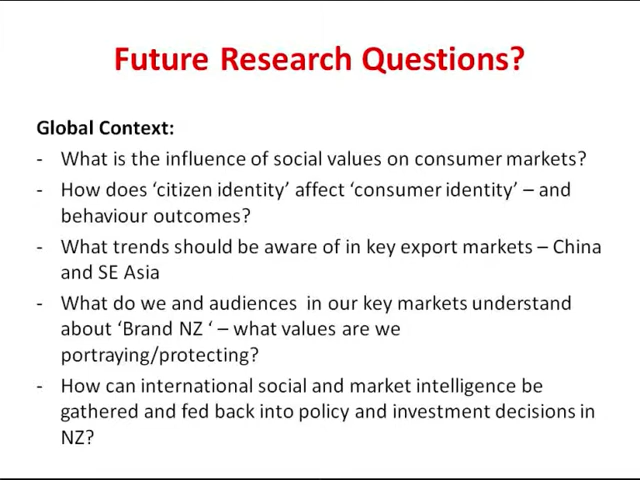 Future Research Questions?
Global Context:
- What is the influence of social values on consumer markets?
- How does ‘citizen identity’ affect ‘consumer identity’ – and
behaviour outcomes?
- What trends should be aware of in key export markets – China
and SE Asia
- What do we and audiences  in our key markets understand
about ‘Brand NZ ‘ – what values are we
portraying/protecting?
- How can international social and market intelligence be
gathered and fed back into policy and investment decisions in
NZ?